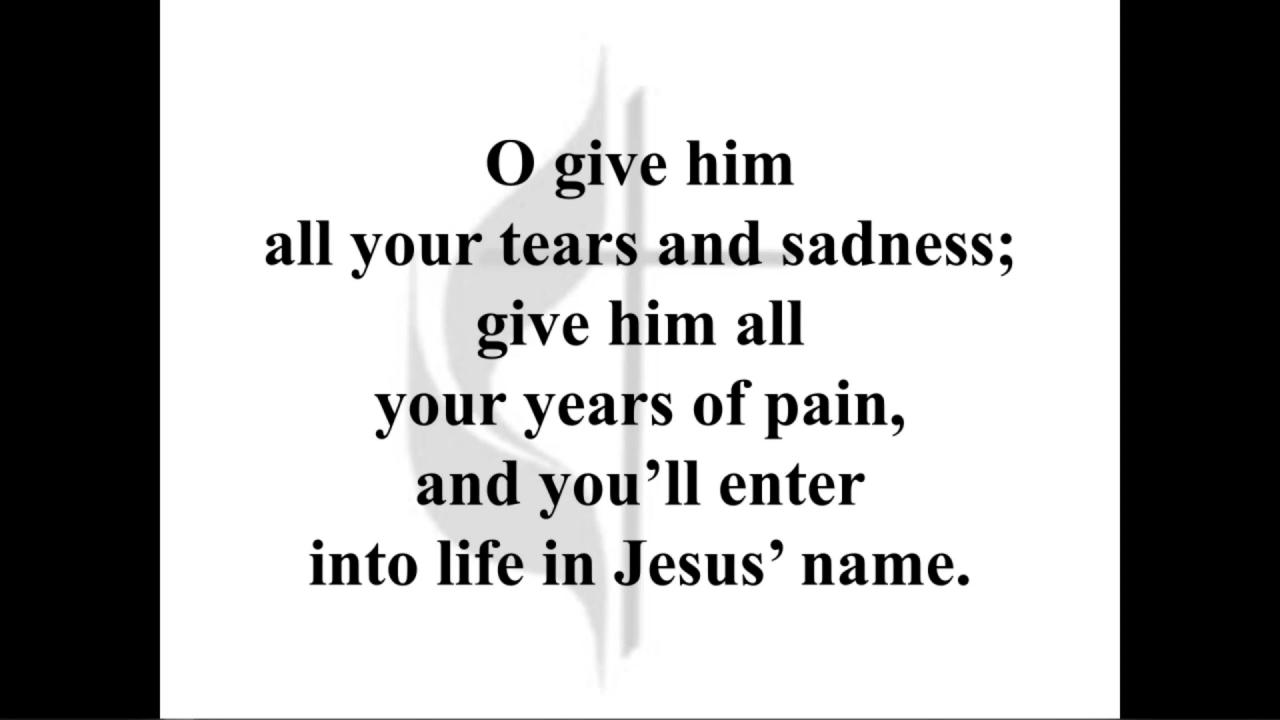 O give him
all your tears and sadness;
give him all
your years of pain,
and you’ll enter
into life in Jesus’ name.